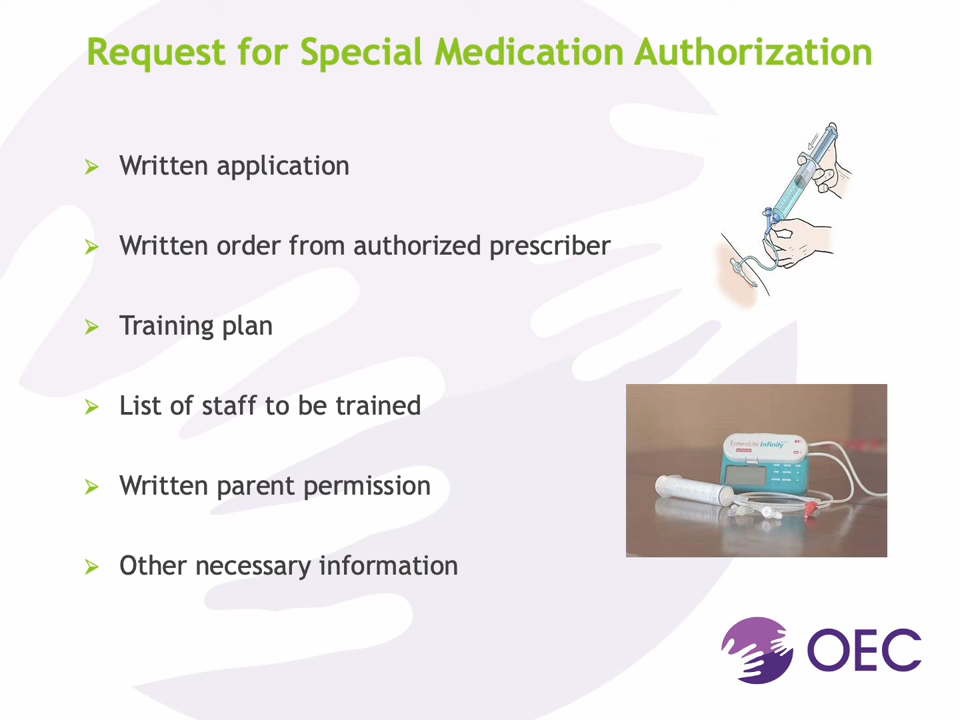 Request for Special Medication Authorization
Written application
Written order from authorized prescriber
Training plan
List of staff to be trained
Written parent permission
Other necessary information
EnteraLite Infinity
OEC